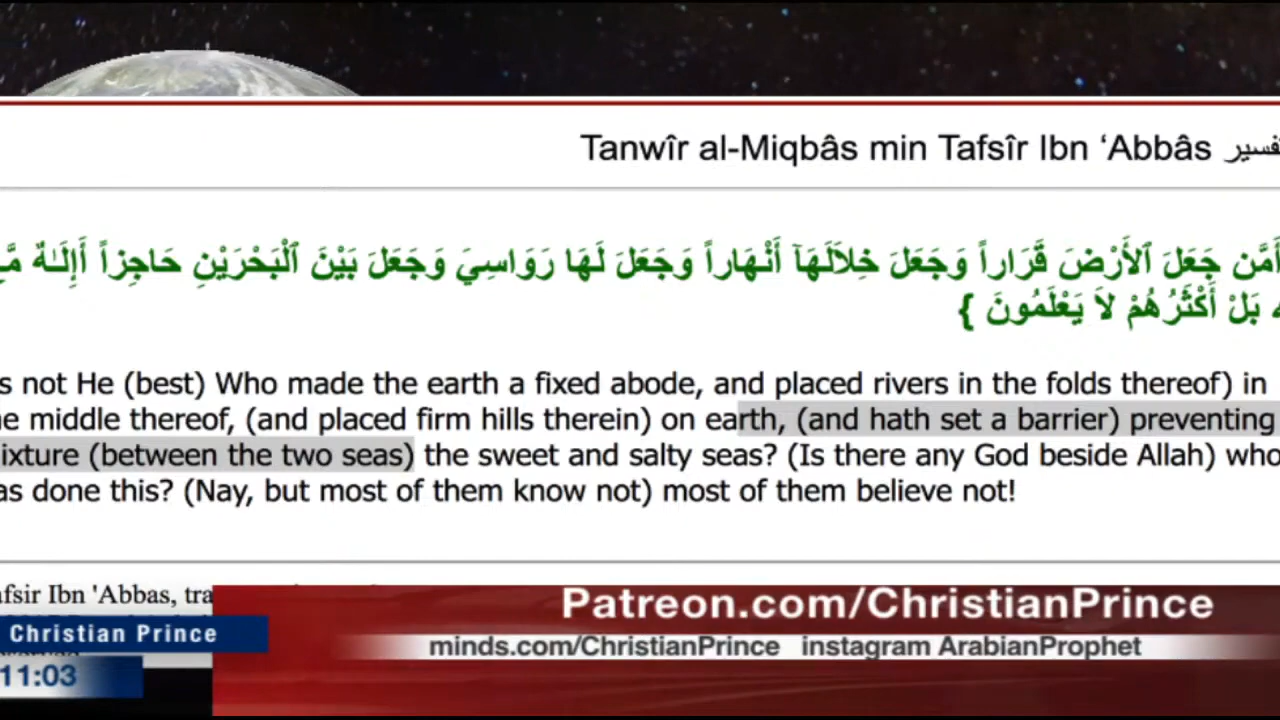 Tanwîr al-Miqbâs min Tafsîr Ibn ‘Abbâs
أَمَّن جَعَلَ ٱلأَرْضَ قَرَاراً وَجَعَلَ خِلاَلَهَآ أَنْهَاراً وَجَعَلَ لَهَا رَوَاسِيَ وَجَعَلَ بَيْنَ ٱلْبَحْرَيْنِ حَاجِزاً أَإِلَـٰهٌ
بَلْ أَكْثَرُهُمْ لاَ يَعْلَمُونَ }
s not He (best) Who made the earth a fixed abode, and placed rivers in the folds thereof) in
e middle thereof, (and placed firm hills therein) on earth, (and hath set a barrier) preventing
ixture (between the two seas) the sweet and salty seas? (Is there any God beside Allah) who
as done this? (Nay, but most of them know not) most of them believe not!
afsir Ibn 'Abbas, tra
Patreon.com/ChristianPrince
Christian Prince
minds.com/ChristianPrince instagram ArabianProphet
11:03